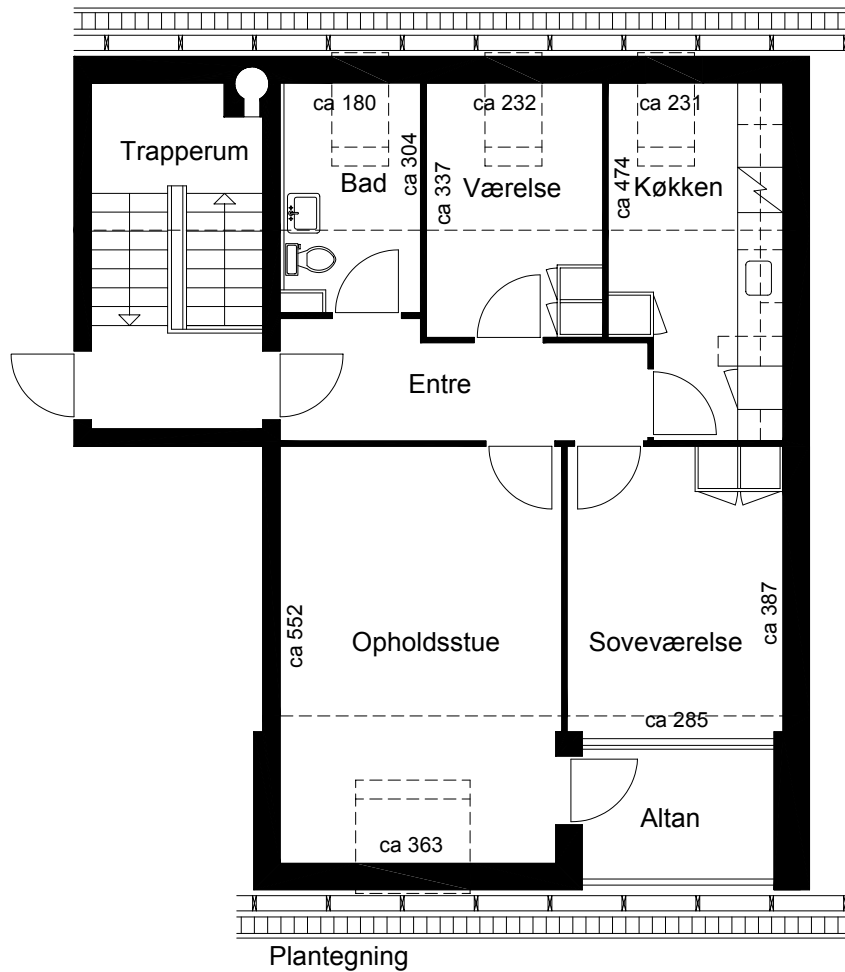 ca 180
ca 232
ca 231
Trapperum
ca 304
ca 337
ca 474
Bad
Værelse
Køkken
Entre
ca 552
ca 387
Opholdsstue
Soveværelse
ca 285
Altan
ca 363
Plantegning